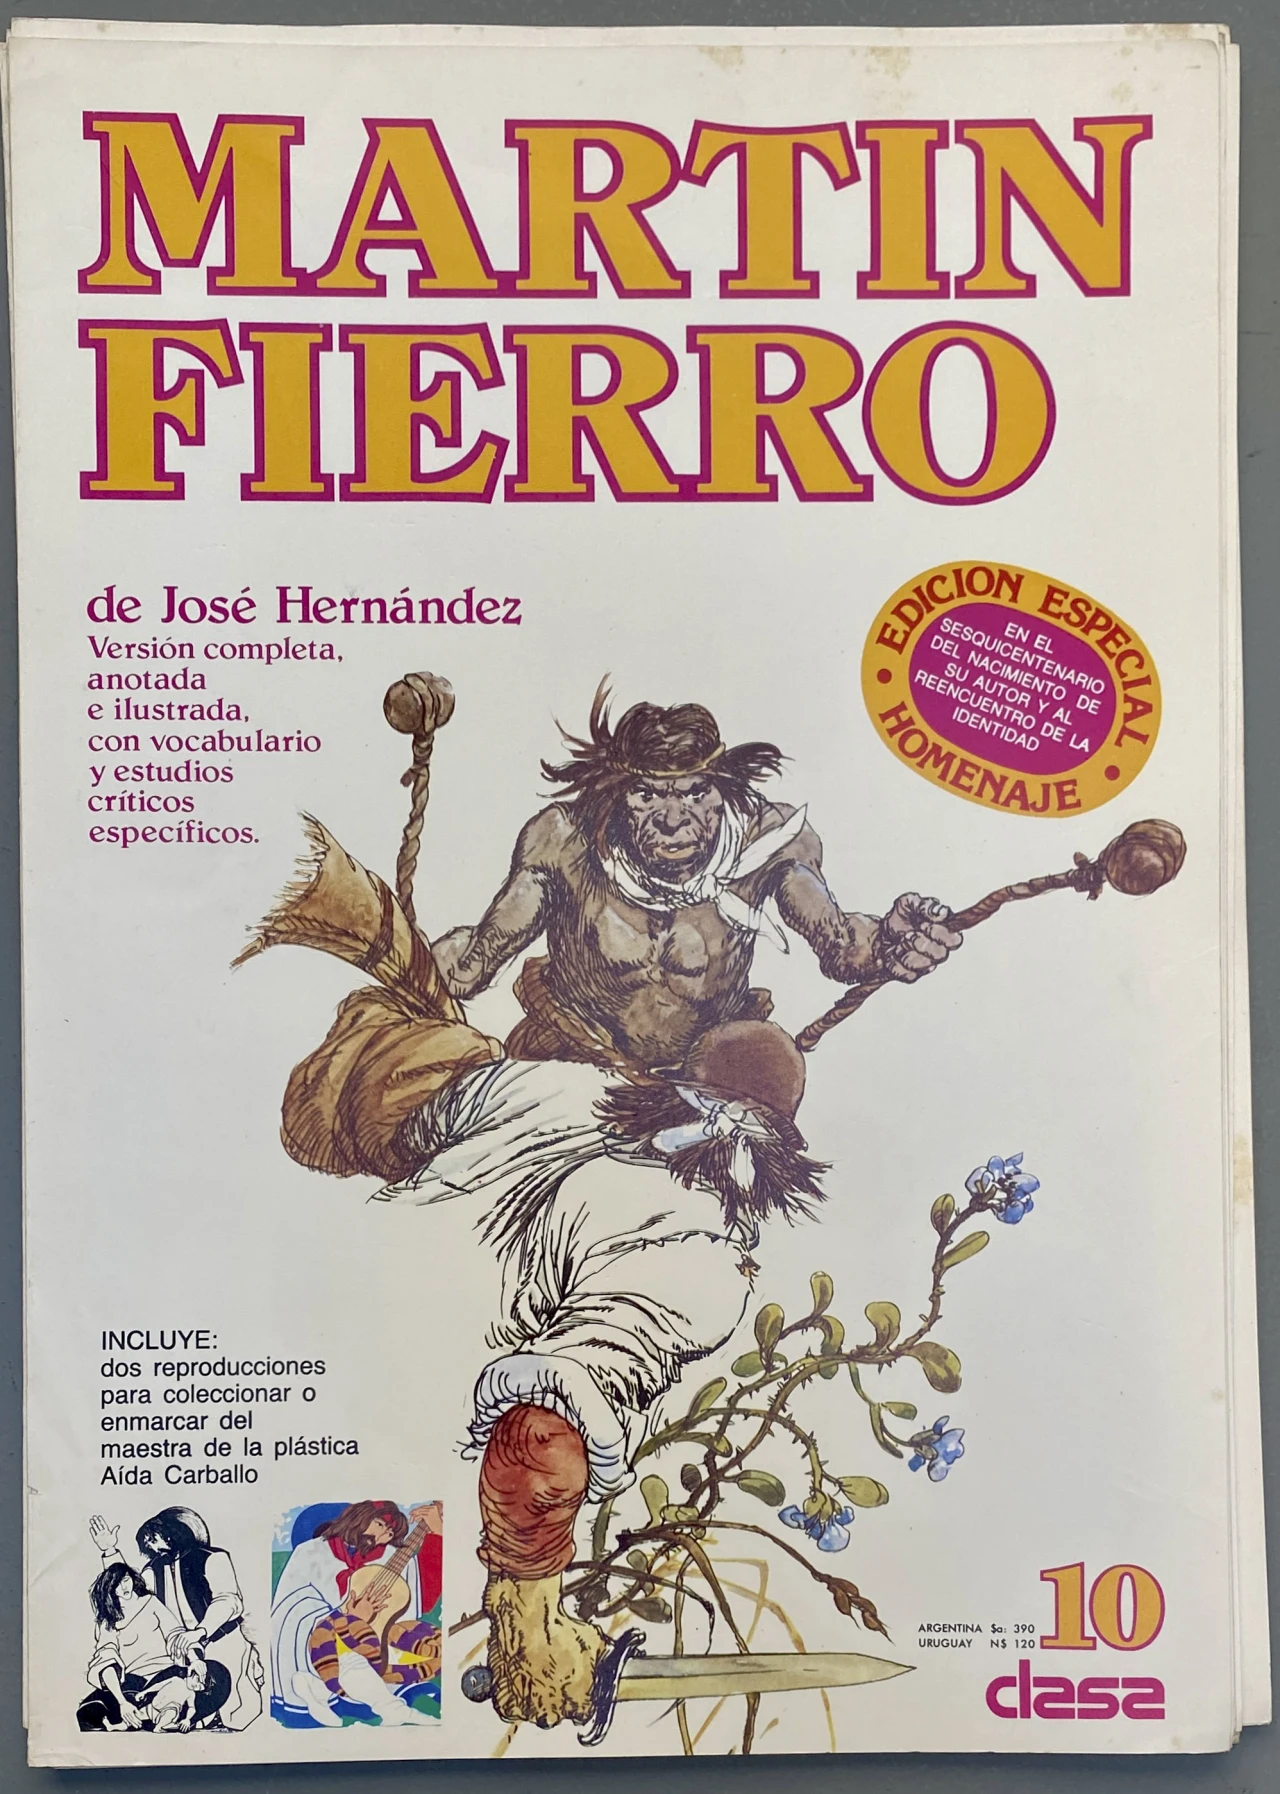 MARTIN
FIERRO
de José Hernández
Versión completa,
anotada
e ilustrada,
con vocabulario
y estudios
críticos
específicos.
EDICION ESPECIAL
EN EL
SESQUICENTENARIO
DEL NACIMIENTO DE
SU AUTOR Y AL
REENCUENTRO DE LA
IDENTIDAD
• HOMENAJE •
INCLUYE:
dos reproducciones
para coleccionar o
enmarcar del
maestra de la plástica
Aída Carballo
ARGENTINA $a: 390
URUGUAY N$ 120
10
clasa